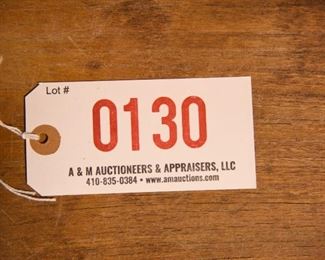 Lot #
0130
A & M AUCTIONEERS & APPRAISERS, LLC
410-835-0384 • www.amauctions.com